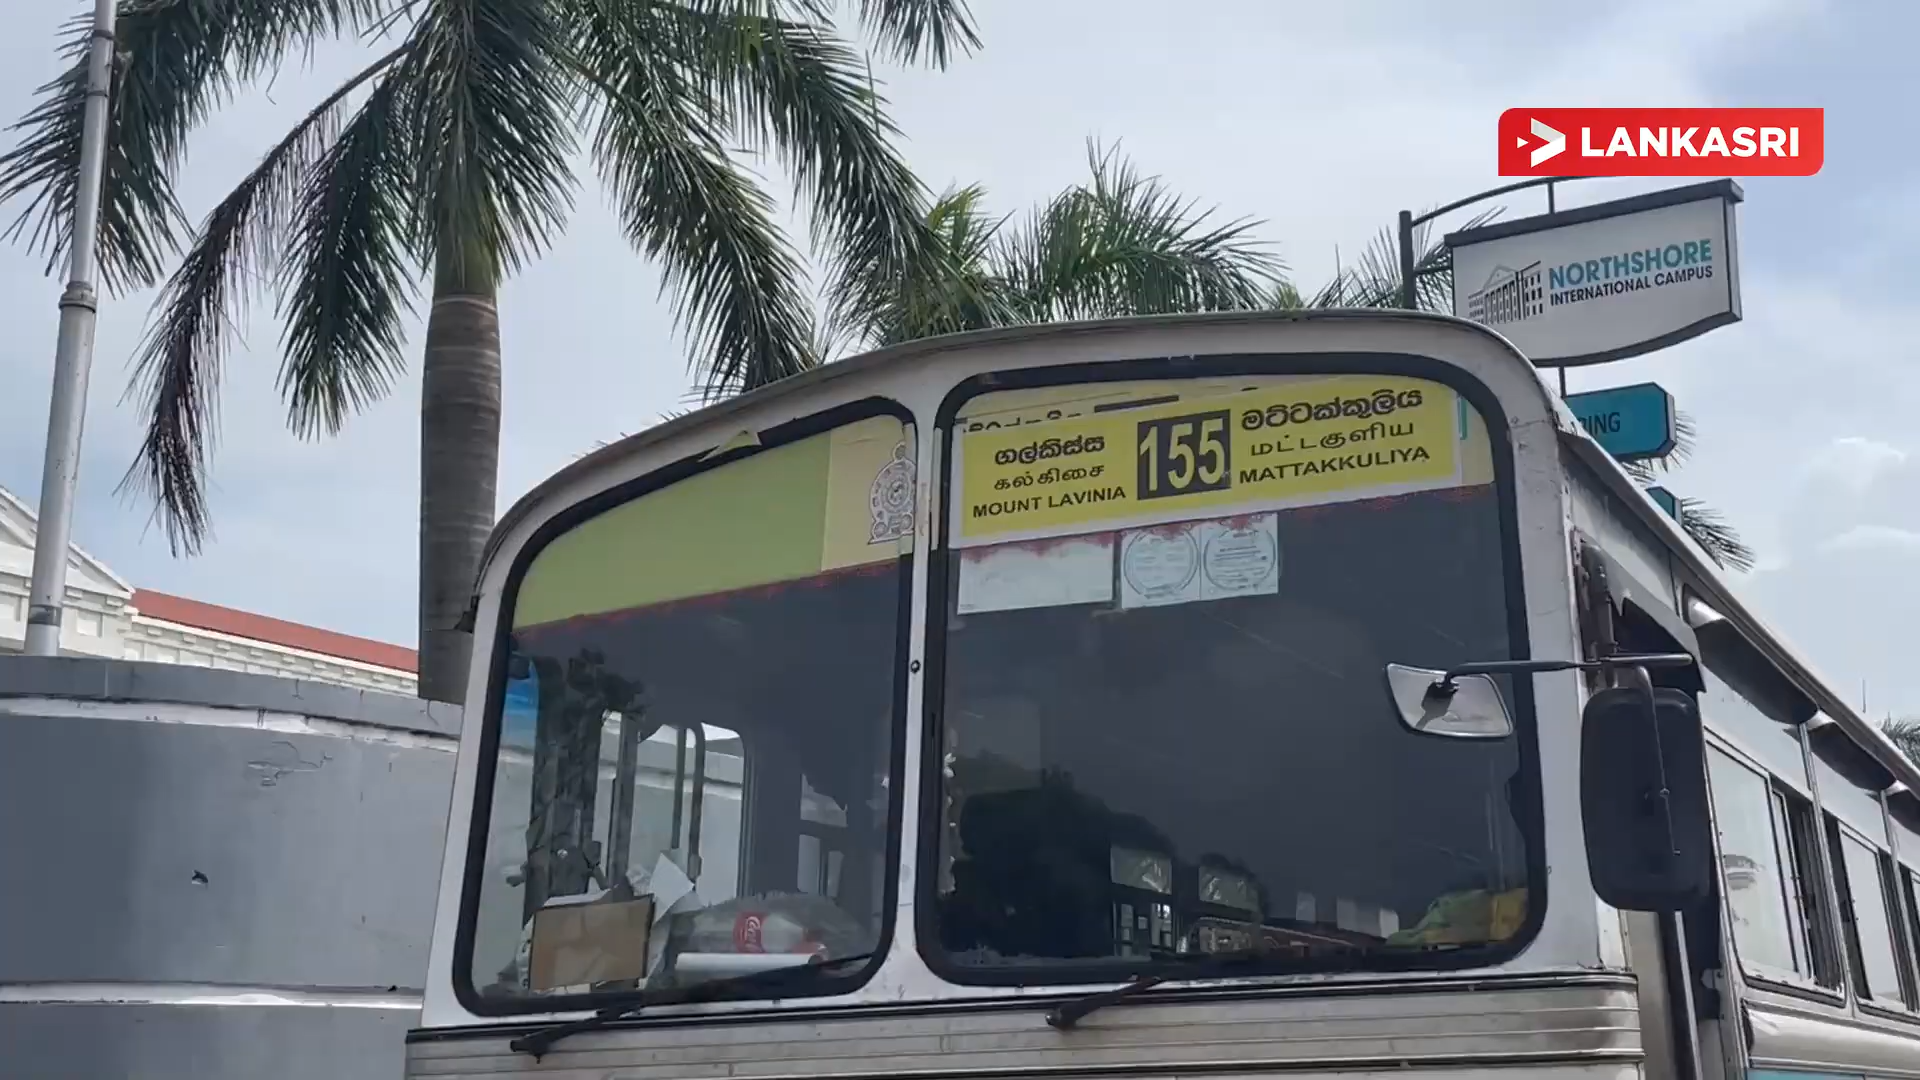 LANKASRI
NORTHSHORE
INTERNATIONAL CAMPUS
ගල්කිස්ස
கல்கிசை
MOUNT LAVINIA
155
මට්ටක්කුලිය
மட்டகுளிய
MATTAKKULIYA